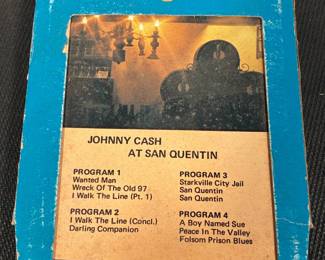 JOHNNY CASH
AT SAN QUENTIN
PROGRAM 1
Wanted Man
Wreck Of The Old 97
I Walk The Line (Pt. 1)
PROGRAM 2
I Walk The Line (Concl.)
Darling Companion
PROGRAM 3
Starkville City Jail
San Quentin
San Quentin
PROGRAM 4
A Boy Named Sue
Peace In The Valley
Folsom Prison Blues